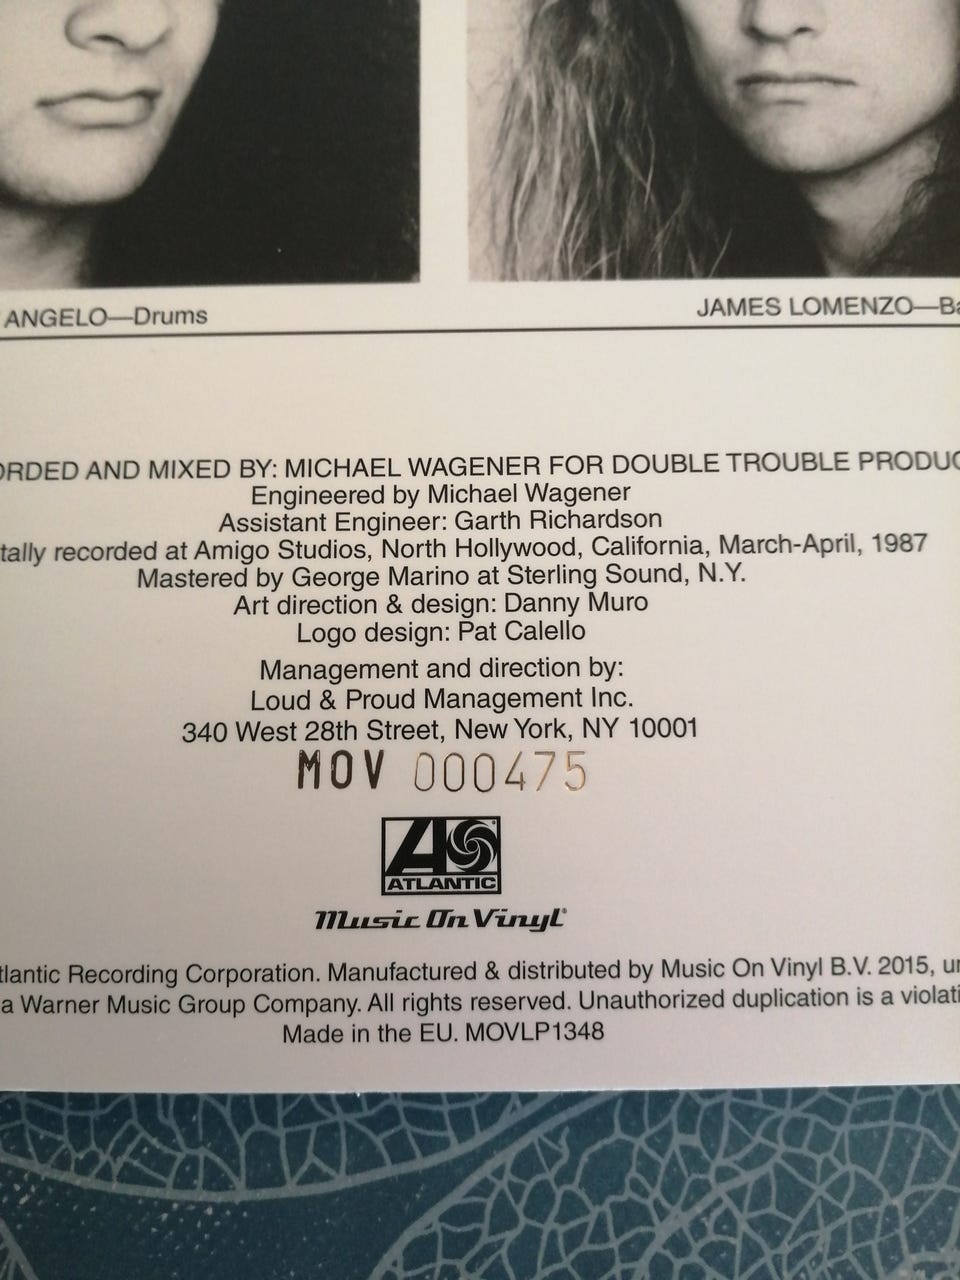 ANGELO—Drums
JAMES LOMENZO—Ba
ORDED AND MIXED BY: MICHAEL WAGENER FOR DOUBLE TROUBLE PRODUC
Engineered by Michael Wagener
Assistant Engineer: Garth Richardson
tally recorded at Amigo Studios, North Hollywood, California, March-April, 1987
Mastered by George Marino at Sterling Sound, N.Y.
Art direction & design: Danny Muro
Logo design: Pat Calello
Management and direction by:
Loud & Proud Management Inc.
340 West 28th Street, New York, NY 10001
MOV 000475
ATLANTIC
Music On Vinyl®
tlantic Recording Corporation. Manufactured & distributed by Music On Vinyl B.V. 2015, un
a Warner Music Group Company. All rights reserved. Unauthorized duplication is a violati
Made in the EU. MOVLP1348